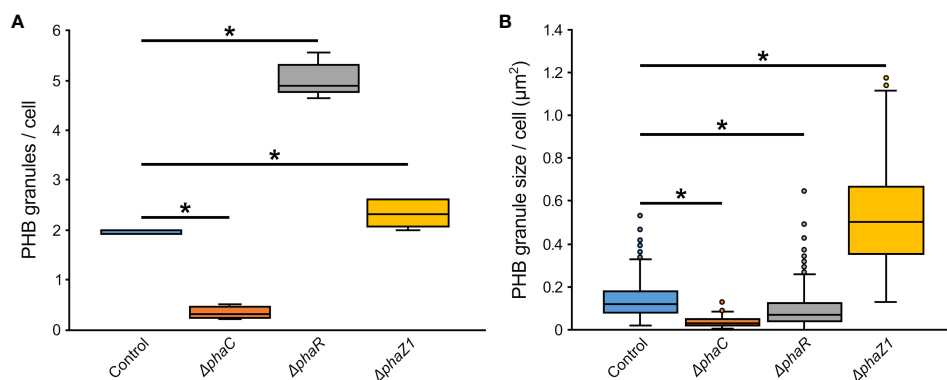 A
PHB granules / cell
6
5
4
3
2
1
0
*
*
*
Control
ΔphaC
ΔphaR
ΔphaZ1
B
PHB granule size / cell (μm²)
1.4
1.2
1.0
0.8
0.6
0.4
0.2
0
*
*
*
Control
ΔphaC
ΔphaR
ΔphaZ1